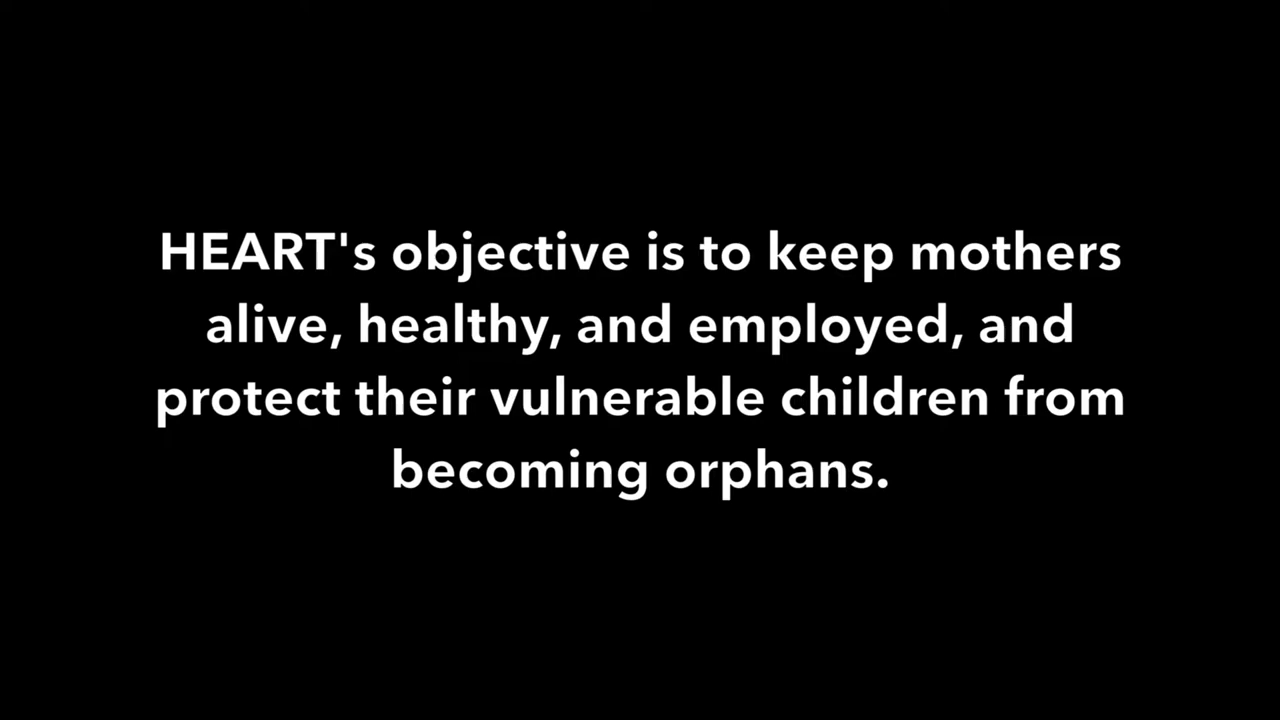 HEART's objective is to keep mothers
alive, healthy, and employed, and
protect their vulnerable children from
becoming orphans.